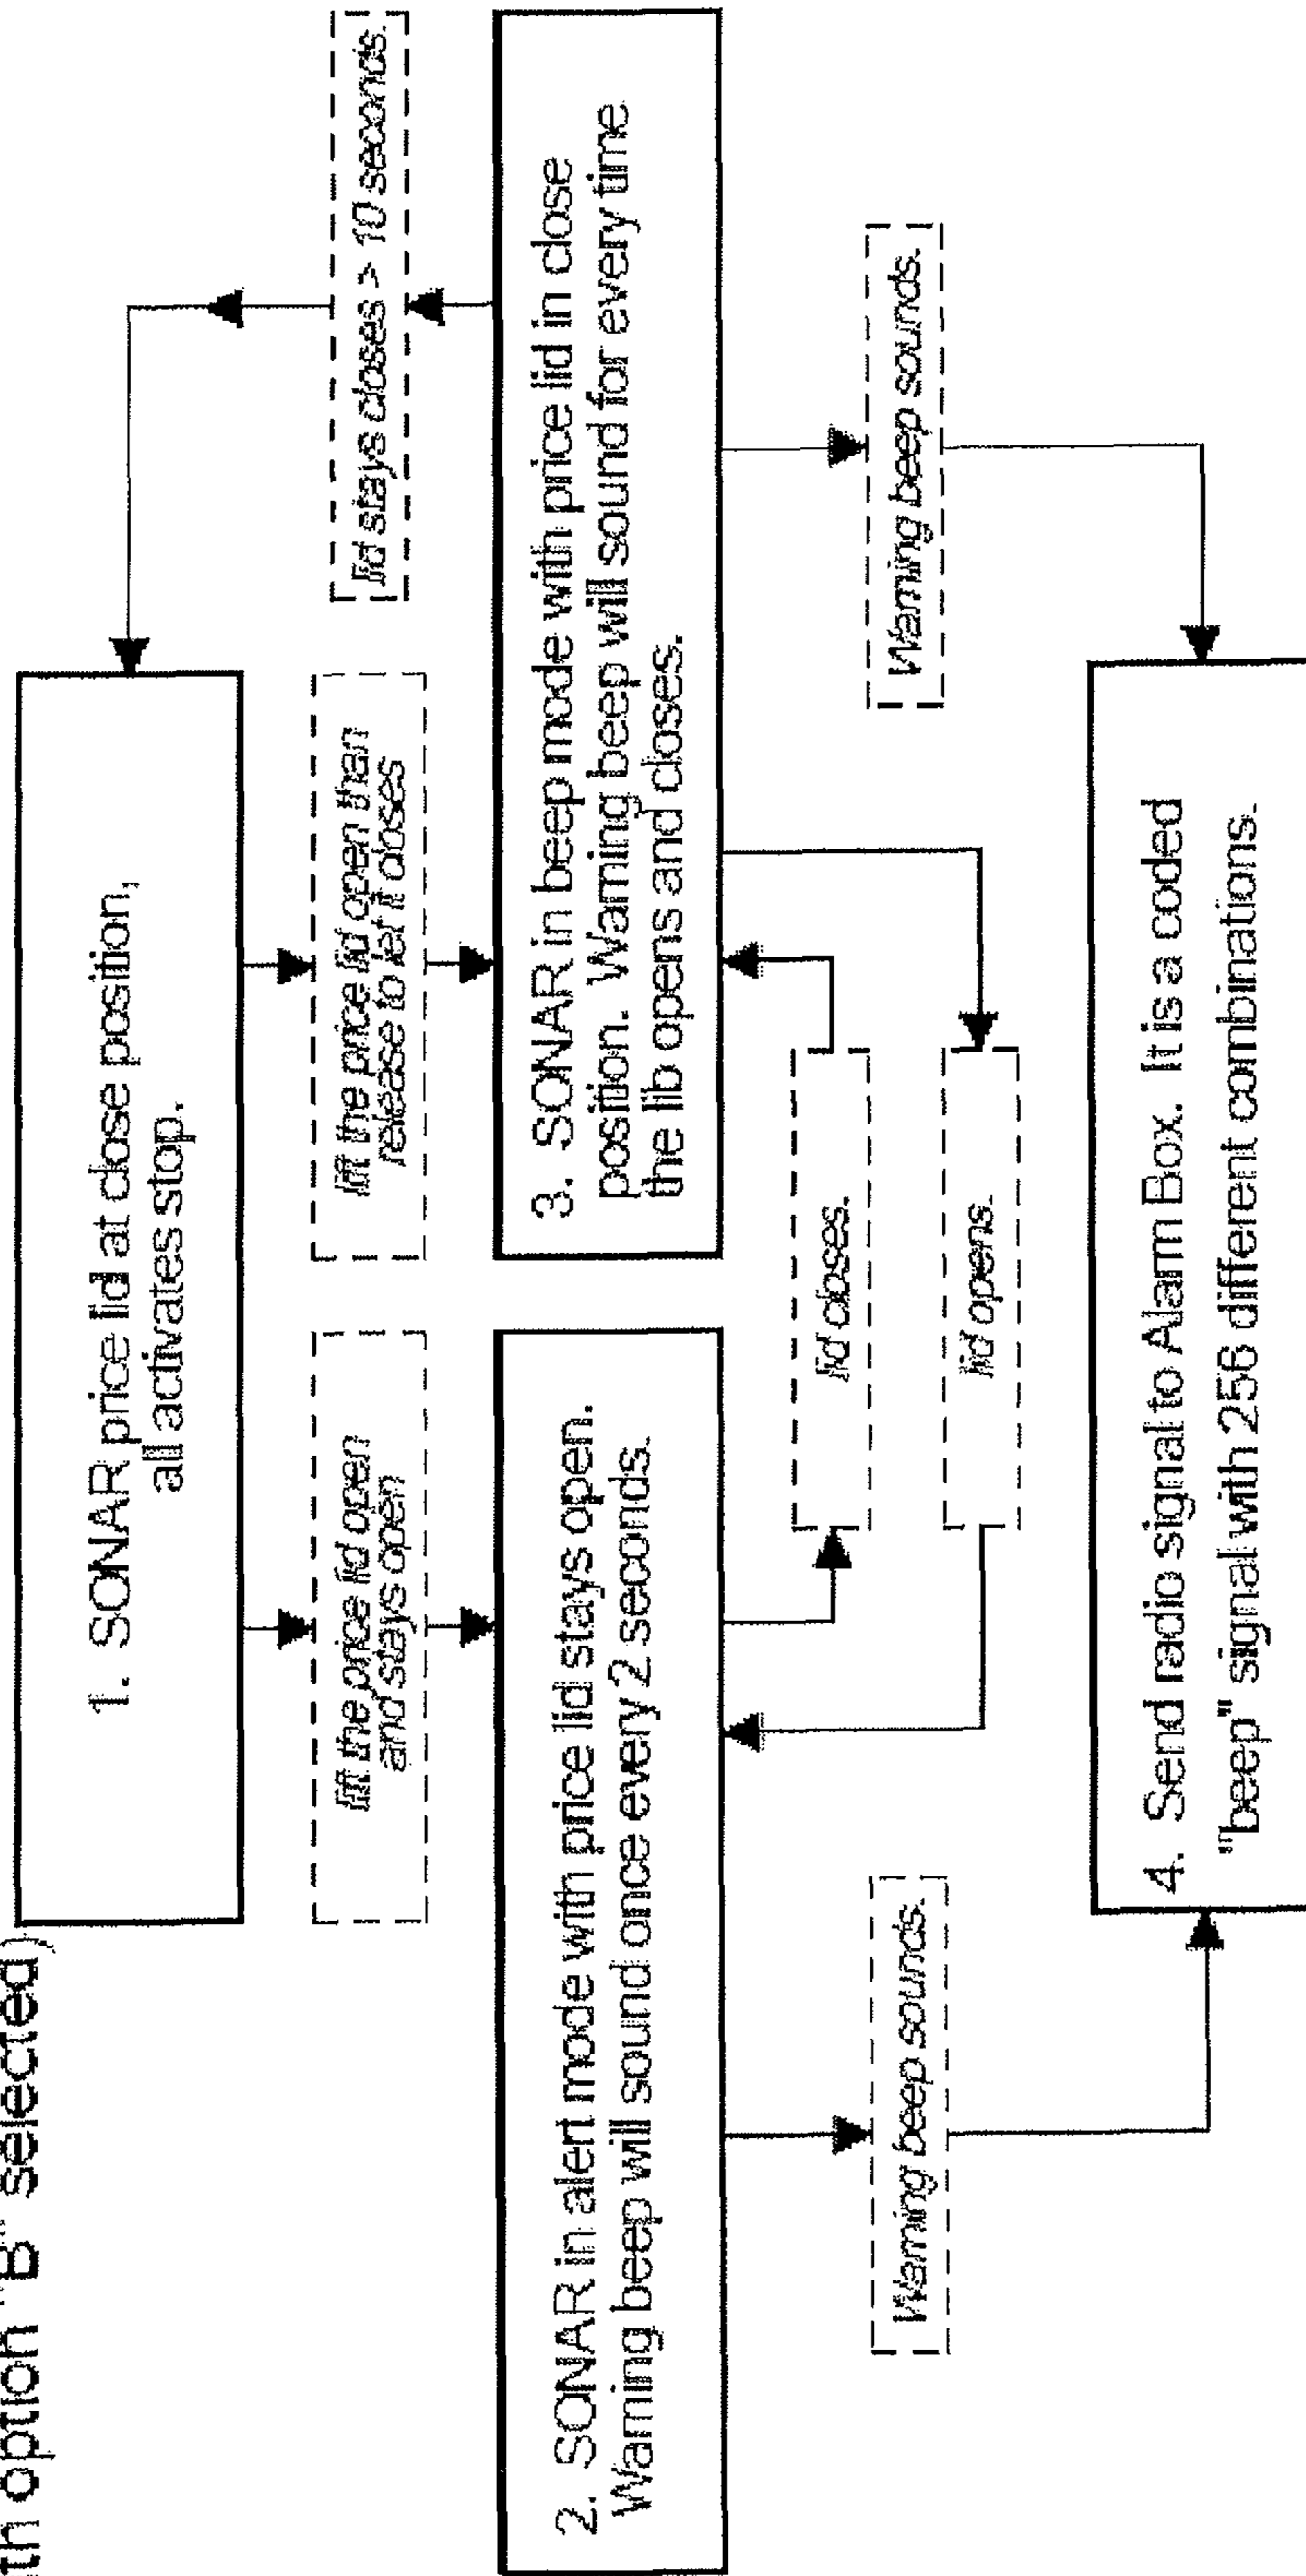 option "B" selected)
1. SONAR price lid at close position,
all activates stop.
lift the price lid open
and stays open
lift the price lid open than
release to let it closes
lid stays closes > 10 seconds.
2. SONAR in alert mode with price lid stays open.
Warning beep will sound once every 2 seconds.
3. SONAR in beep mode with price lid in close
position. Warning beep will sound for every time
the lib opens and closes.
lid closes.
lid opens.
Warning beep sounds.
Warning beep sounds.
4. Send radio signal to Alarm Box. It is a coded
"beep" signal with 256 different combinations.